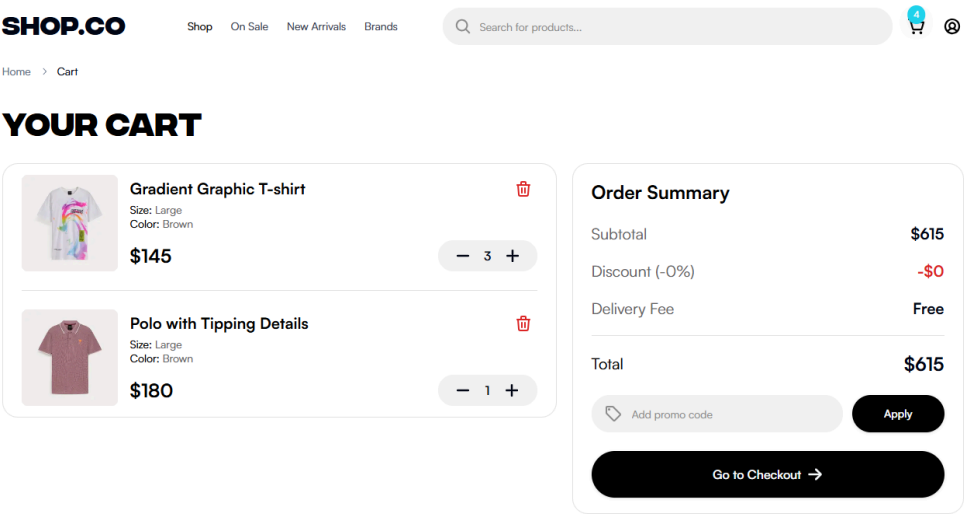 SHOP.CO
Shop On Sale New Arrivals Brands
Search for products...
4
Home > Cart
YOUR CART
Gradient Graphic T-shirt
Size: Large
Color: Brown
$145
3
Polo with Tipping Details
Size: Large
Color: Brown
$180
1
Order Summary
Subtotal $615
Discount (-0%) -$0
Delivery Fee Free
Total $615
Add promo code
Apply
Go to Checkout →